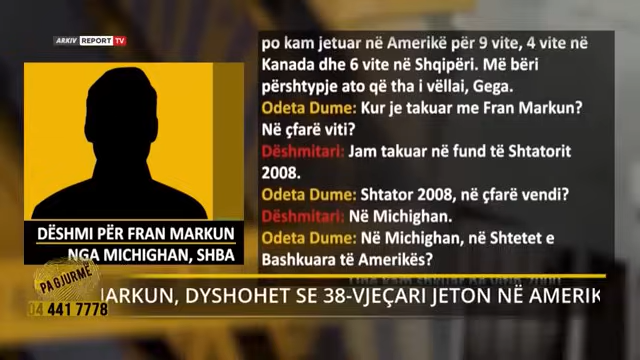 ARKIV REPORT TV
po kam jetuar në Amerikë për 9 vite, 4 vite në
Kanada dhe 6 vite në Shqipëri. Më bëri
përshtypje ato që tha i vëllai, Gega.
Odeta Dume: Kur je takuar me Fran Markun?
Në çfarë viti?
Dëshmitari: Jam takuar në fund të Shtatorit
2008.
Odeta Dume: Shtator 2008, në çfarë vendi?
Dëshmitari: Në Michighan.
Odeta Dume: Në Michighan, në Shtetet e
Bashkuara të Amerikës?
DËSHMI PËR FRAN MARKUN
NGA MICHIGHAN, SHBA
PA GJURMË
04 441 7778
MARKUN, DYSHOHET SE 38-VJEÇARI JETON NË AMERIK